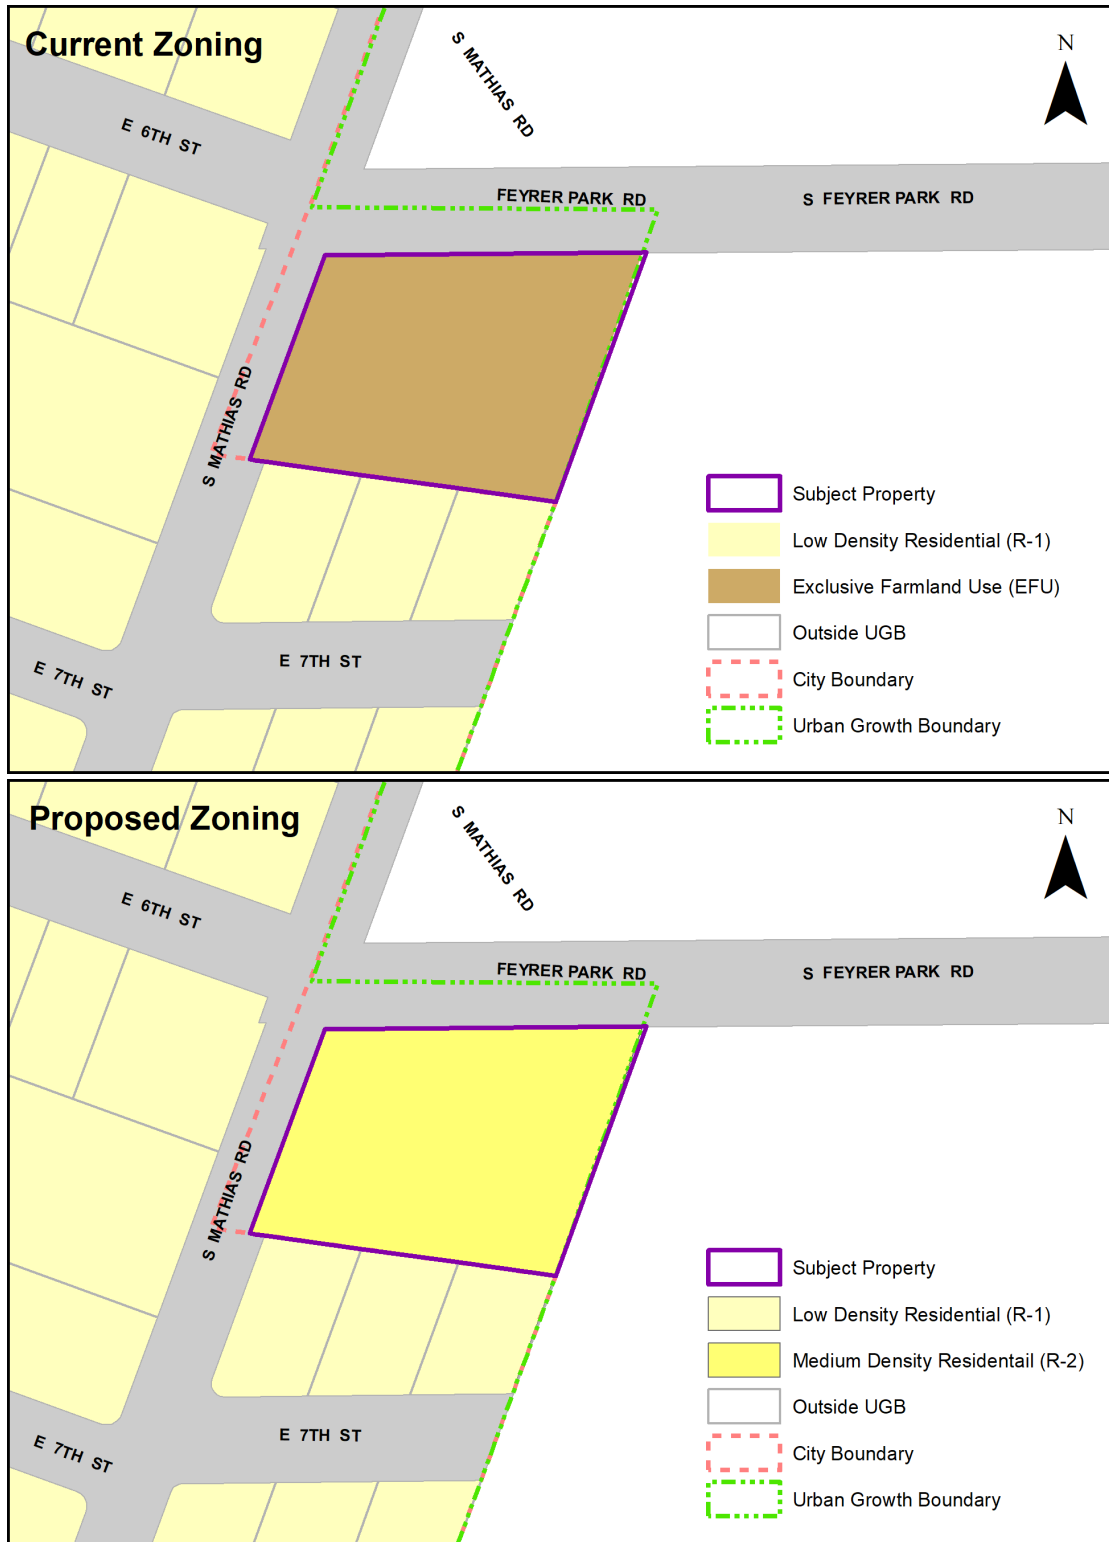 Current Zoning
S MATHIAS RD
N
E 6TH ST
FEYRER PARK RD
S FEYRER PARK RD
S MATHIAS RD
Subject Property
Low Density Residential (R-1)
Exclusive Farmland Use (EFU)
Outside UGB
E 7TH ST
E 7TH ST
City Boundary
Urban Growth Boundary
Proposed Zoning
S MATHIAS RD
N
E 6TH ST
FEYRER PARK RD
S FEYRER PARK RD
S MATHIAS RD
Subject Property
Low Density Residential (R-1)
Medium Density Residentail (R-2)
Outside UGB
E 7TH ST
E 7TH ST
City Boundary
Urban Growth Boundary